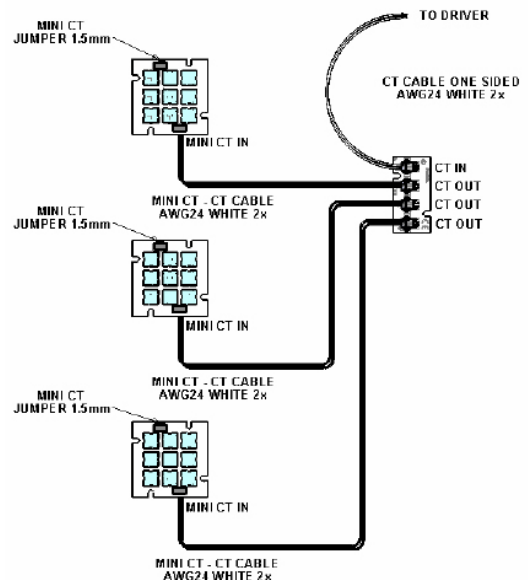 MINI CT
JUMPER 1.5mm
TO DRIVER
CT CABLE ONE SIDED
AWG24 WHITE 2x
MINI CT IN
CT IN
CT OUT
CT OUT
CT OUT
MINI CT - CT CABLE
AWG24 WHITE 2x
MINI CT
JUMPER 1.5mm
MINI CT IN
MINI CT - CT CABLE
AWG24 WHITE 2x
MINI CT
JUMPER 1.5mm
MINI CT IN
MINI CT - CT CABLE
AWG24 WHITE 2x